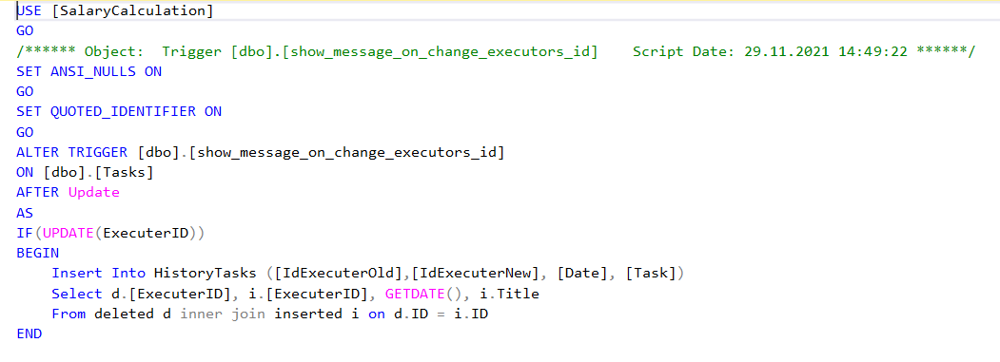 USE [SalaryCalculation]
GO
/****** Object:  Trigger [dbo].[show_message_on_change_executors_id]    Script Date: 29.11.2021 14:49:22 ******/
SET ANSI_NULLS ON
GO
SET QUOTED_IDENTIFIER ON
GO
ALTER TRIGGER [dbo].[show_message_on_change_executors_id]
ON [dbo].[Tasks]
AFTER Update
AS
IF(UPDATE(ExecuterID))
BEGIN
    Insert Into HistoryTasks ([IdExecuterOld],[IdExecuterNew], [Date], [Task])
    Select d.[ExecuterID], i.[ExecuterID], GETDATE(), i.Title
    From deleted d inner join inserted i on d.ID = i.ID
END